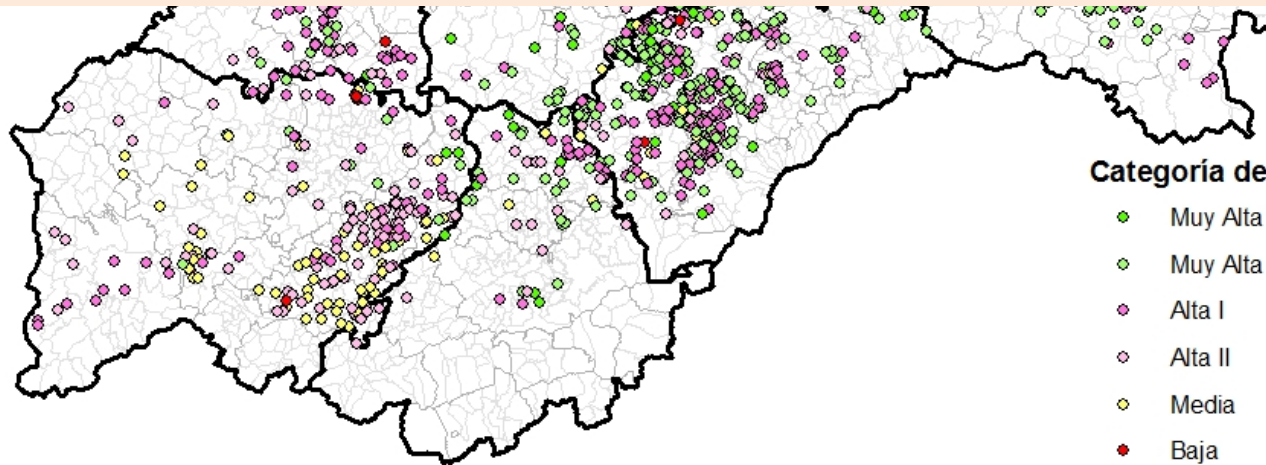 Categoría de
Muy Alta
Muy Alta
Alta I
Alta II
Media
Baja